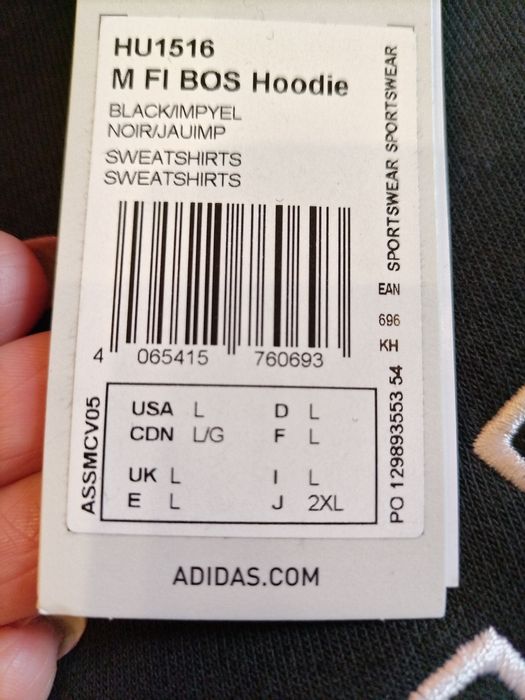 HU1516
M FI BOS Hoodie
BLACK/IMPYEL
NOIR/JAUIMP
SWEATSHIRTS
SWEATSHIRTS
4 065415 760693
SPORTSWEAR SPORTSWEAR
EAN
696
KH
PO 129893553 54
ASSMCV05
USA L D L
CDN L/G F L
UK L I L
E L J 2XL
ADIDAS.COM